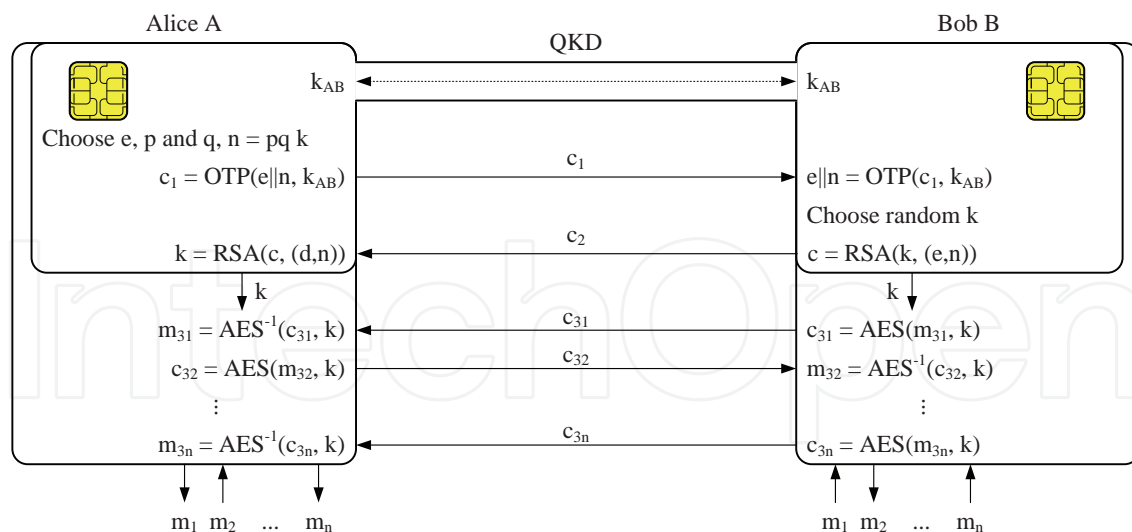 Alice A
Bob B
QKD
k_AB
k_AB
Choose e, p and q, n = pq k
c_1 = OTP(e||n, k_AB)
c_1
e||n = OTP(c_1, k_AB)
Choose random k
k = RSA(c, (d,n))
c_2
c = RSA(k, (e,n))
k
k
m_31 = AES^-1(c_31, k)
c_31
c_31 = AES(m_31, k)
c_32 = AES(m_32, k)
c_32
m_32 = AES^-1(c_32, k)
⋮
⋮
m_3n = AES^-1(c_3n, k)
c_3n
c_3n = AES(m_3n, k)
m_1 m_2 ... m_n
m_1 m_2 ... m_n
IntechOpen